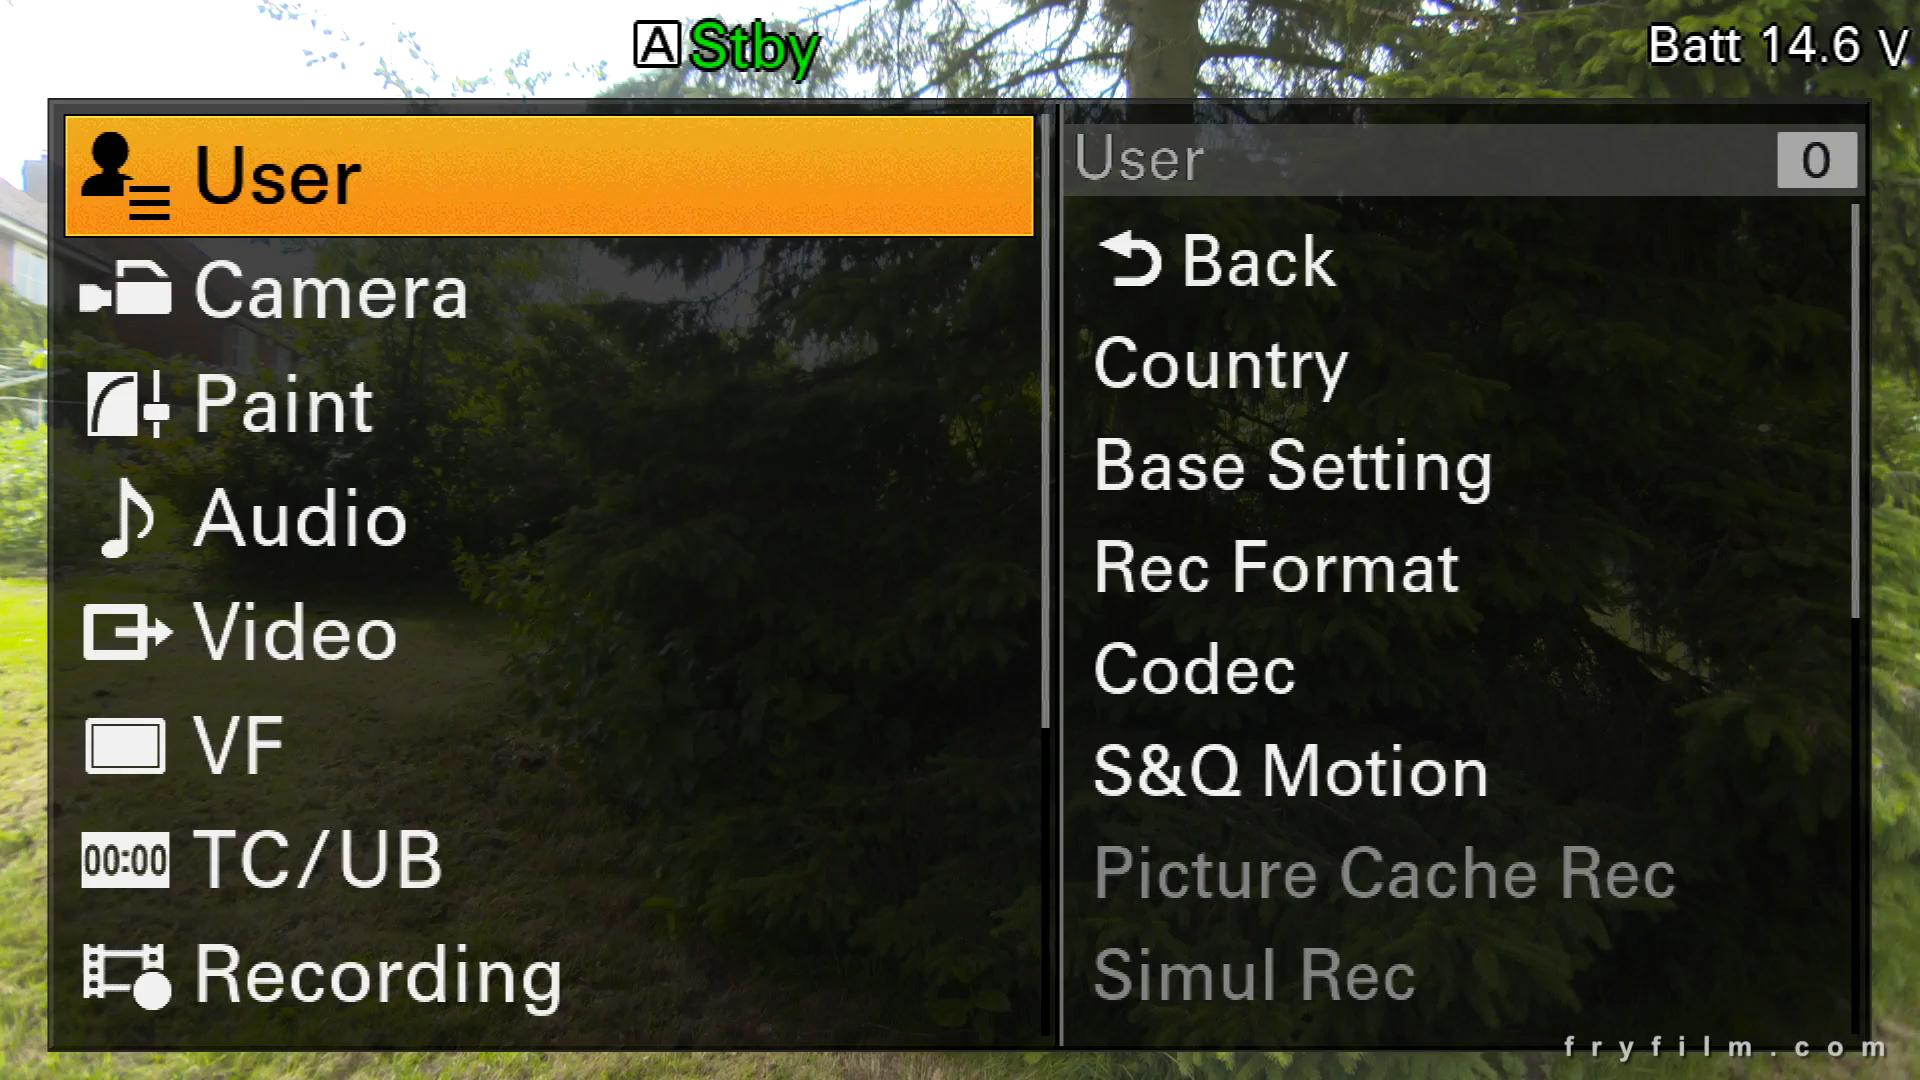 A Stby
Batt 14.6 V
User
Camera
Paint
Audio
Video
VF
00:00 TC/UB
Recording
User 0
Back
Country
Base Setting
Rec Format
Codec
S&Q Motion
Picture Cache Rec
Simul Rec
fryfilm.com